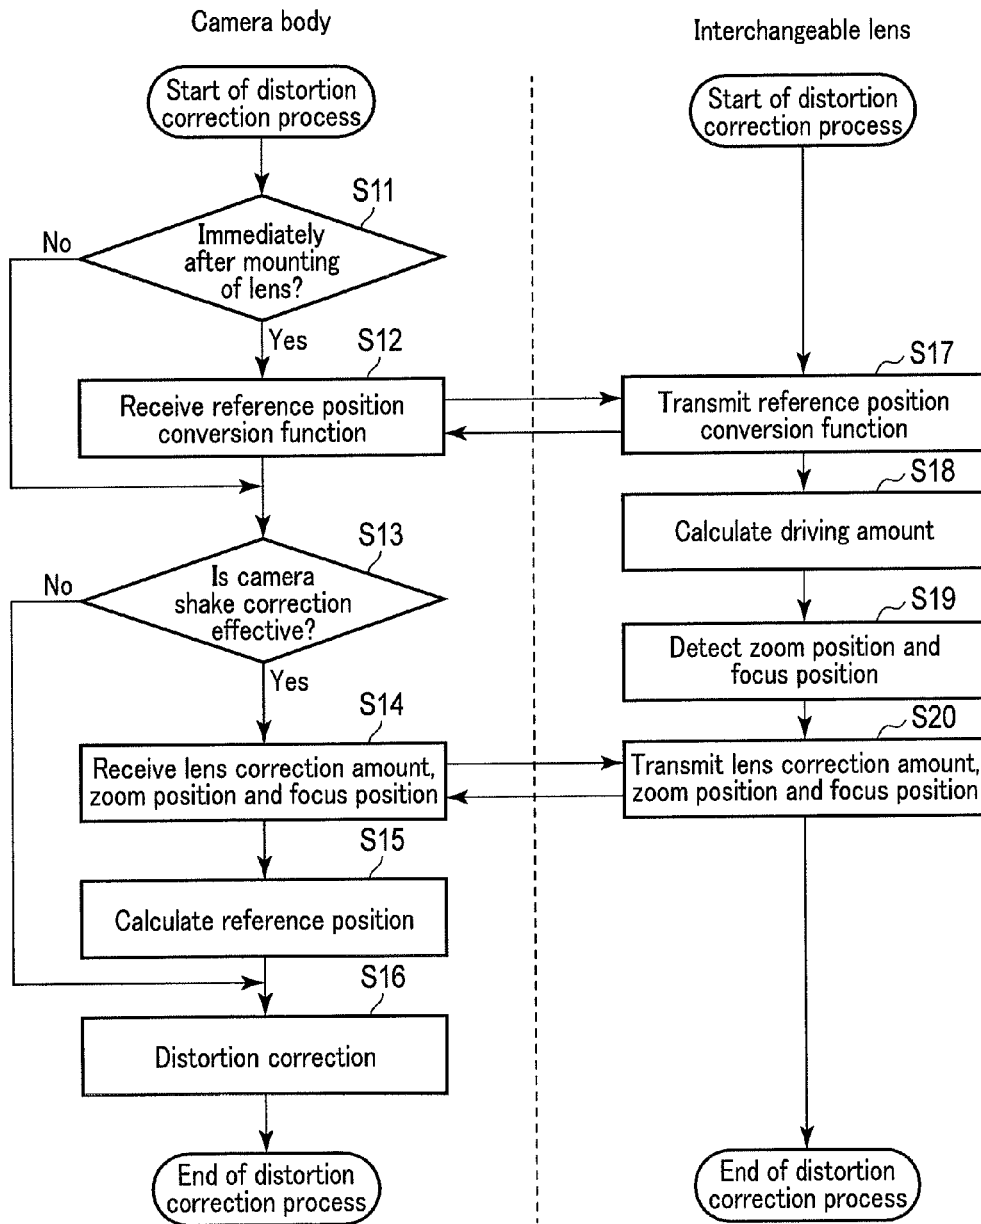 Camera body
Start of distortion
correction process
S11
Immediately
after mounting
of lens?
No
Yes
S12
Receive reference position
conversion function
S13
Is camera
shake correction
effective?
No
Yes
S14
Receive lens correction amount,
zoom position and focus position
S15
Calculate reference position
S16
Distortion correction
End of distortion
correction process
Interchangeable lens
Start of distortion
correction process
S17
Transmit reference position
conversion function
S18
Calculate driving amount
S19
Detect zoom position and
focus position
S20
Transmit lens correction amount,
zoom position and focus position
End of distortion
correction process